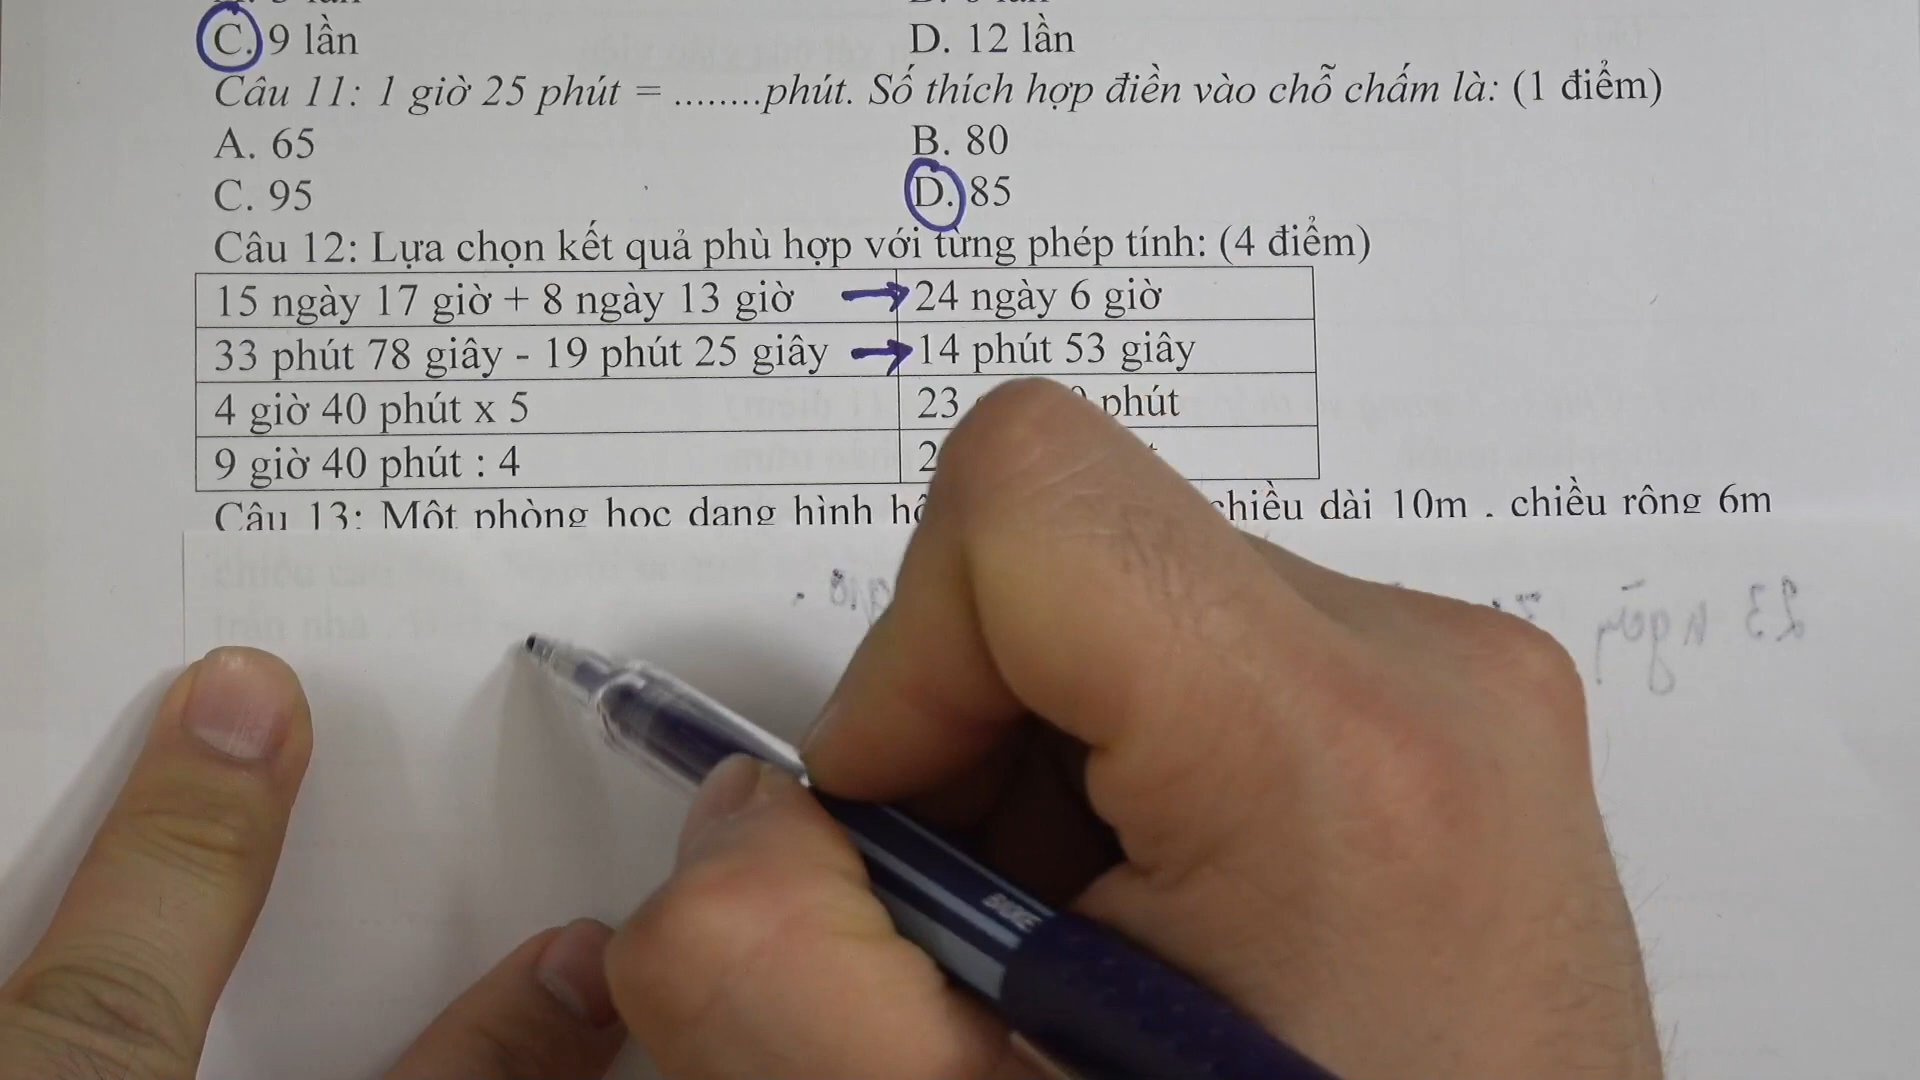 C. 9 lần
D. 12 lần
Câu 11: 1 giờ 25 phút = ........phút. Số thích hợp điền vào chỗ chấm là: (1 điểm)
A. 65
B. 80
C. 95
D. 85
Câu 12: Lựa chọn kết quả phù hợp với từng phép tính: (4 điểm)
15 ngày 17 giờ + 8 ngày 13 giờ
24 ngày 6 giờ
33 phút 78 giây - 19 phút 25 giây
14 phút 53 giây
4 giờ 40 phút x 5
23 phút
9 giờ 40 phút : 4
2
Câu 13: Một phòng học dạng hình chiều dài 10m , chiều rộng 6m
23 ngày